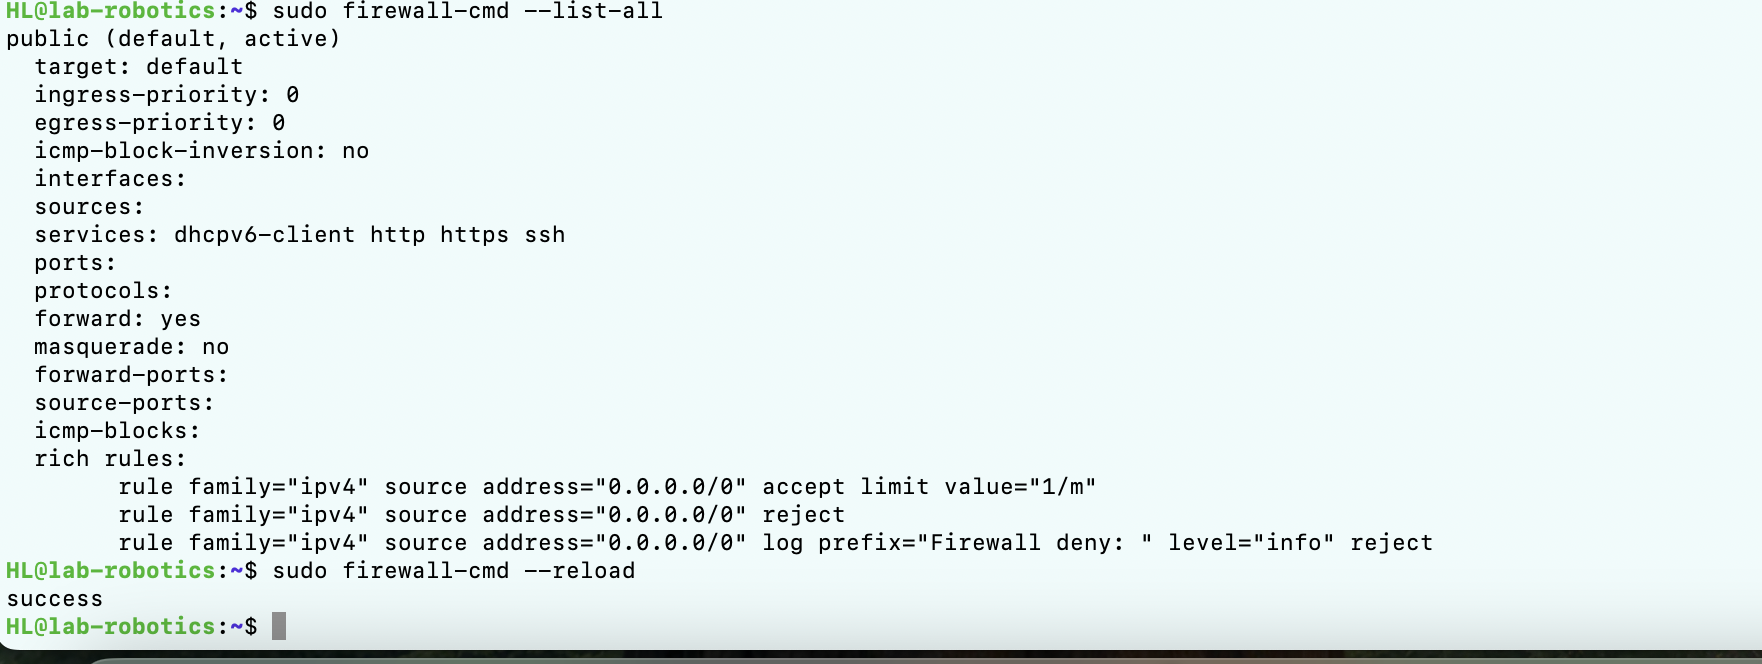 HL@lab-robotics:~$ sudo firewall-cmd --list-all
public (default, active)
  target: default
  ingress-priority: 0
  egress-priority: 0
  icmp-block-inversion: no
  interfaces:
  sources:
  services: dhcpv6-client http https ssh
  ports:
  protocols:
  forward: yes
  masquerade: no
  forward-ports:
  source-ports:
  icmp-blocks:
  rich rules:
        rule family="ipv4" source address="0.0.0.0/0" accept limit value="1/m"
        rule family="ipv4" source address="0.0.0.0/0" reject
        rule family="ipv4" source address="0.0.0.0/0" log prefix="Firewall deny: " level="info" reject
HL@lab-robotics:~$ sudo firewall-cmd --reload
success
HL@lab-robotics:~$